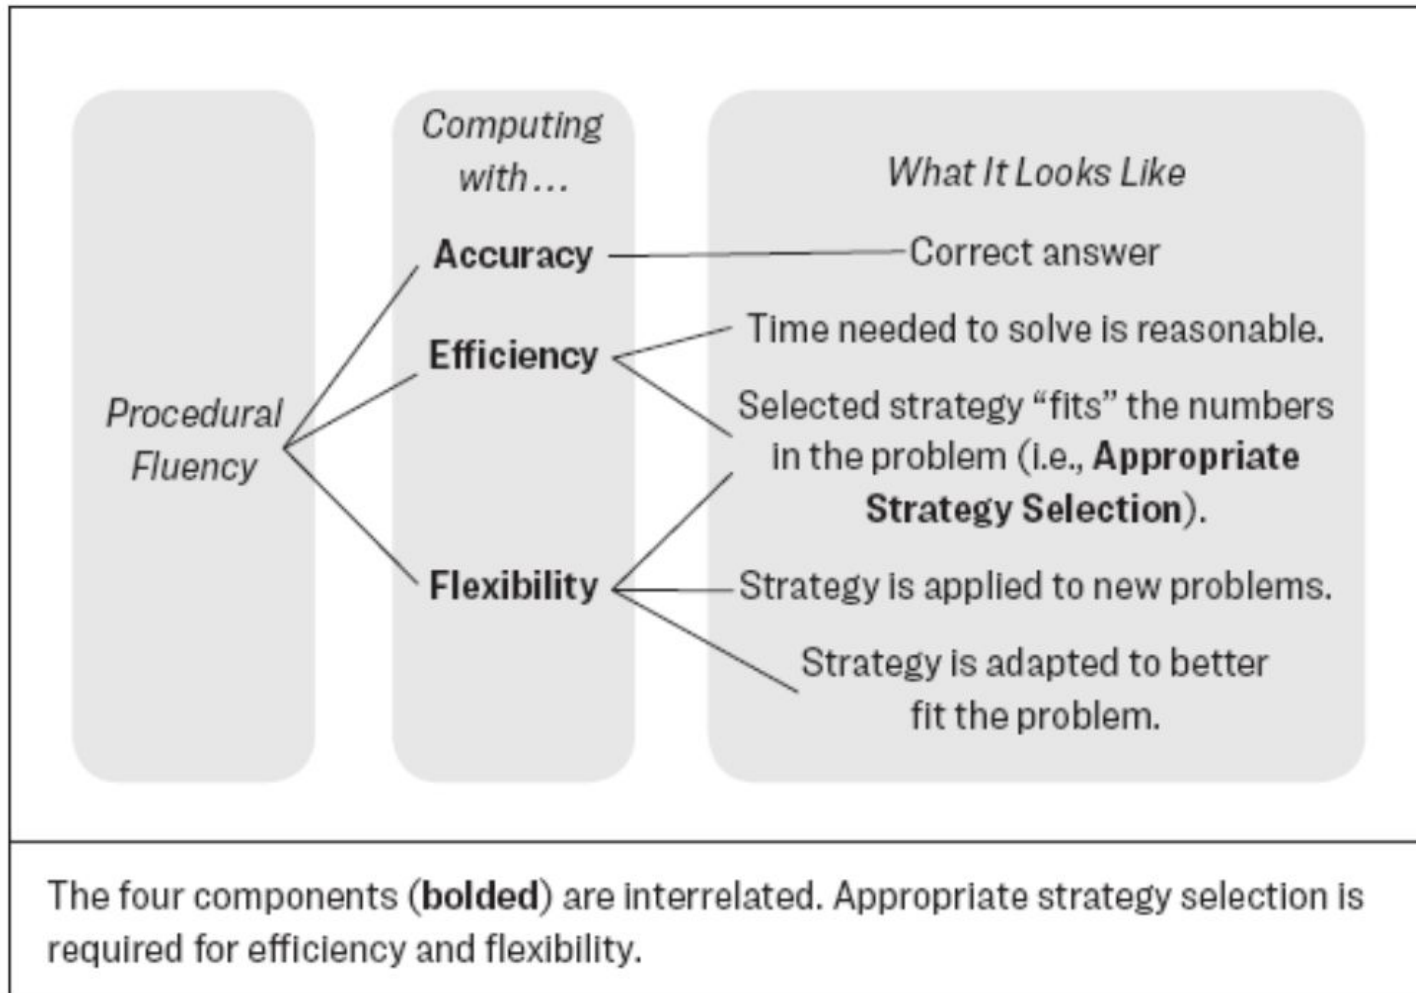 Procedural
Fluency
Computing
with…
Accuracy
Efficiency
Flexibility
What It Looks Like
Correct answer
Time needed to solve is reasonable.
Selected strategy “fits” the numbers
in the problem (i.e., Appropriate
Strategy Selection).
Strategy is applied to new problems.
Strategy is adapted to better
fit the problem.
The four components (bolded) are interrelated. Appropriate strategy selection is
required for efficiency and flexibility.